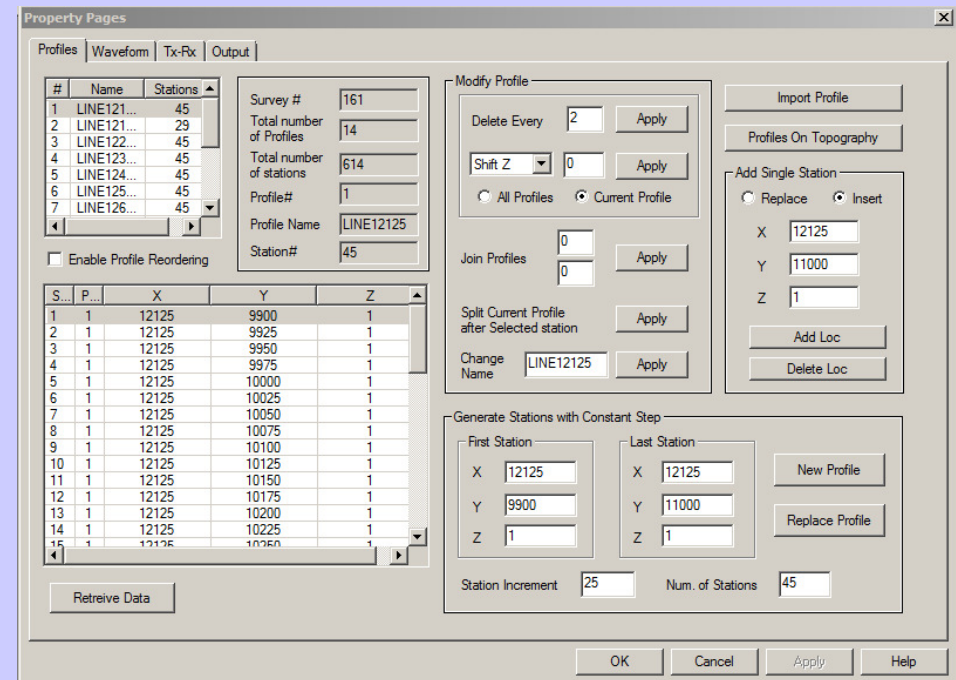 Property Pages
Profiles Waveform Tx-Rx Output
# Name Stations
1 LINE121... 45
2 LINE121... 29
3 LINE122... 45
4 LINE123... 45
5 LINE124... 45
6 LINE125... 45
7 LINE126... 45
Enable Profile Reordering
Survey # 161
Total number of Profiles 14
Total number of stations 614
Profile# 1
Profile Name LINE12125
Station# 45
S... P... X Y Z
1 1 12125 9900 1
2 1 12125 9925 1
3 1 12125 9950 1
4 1 12125 9975 1
5 1 12125 10000 1
6 1 12125 10025 1
7 1 12125 10050 1
8 1 12125 10075 1
9 1 12125 10100 1
10 1 12125 10125 1
11 1 12125 10150 1
12 1 12125 10175 1
13 1 12125 10200 1
14 1 12125 10225 1
15 1 12125 10250 1
Retreive Data
Modify Profile
Delete Every 2 Apply
Shift Z 0 Apply
All Profiles Current Profile
Join Profiles 0 0 Apply
Split Current Profile
after Selected station Apply
Change Name LINE12125 Apply
Import Profile
Profiles On Topography
Add Single Station
Replace Insert
X 12125
Y 11000
Z 1
Add Loc
Delete Loc
Generate Stations with Constant Step
First Station
X 12125
Y 9900
Z 1
Last Station
X 12125
Y 11000
Z 1
New Profile
Replace Profile
Station Increment 25 Num. of Stations 45
OK Cancel Apply Help